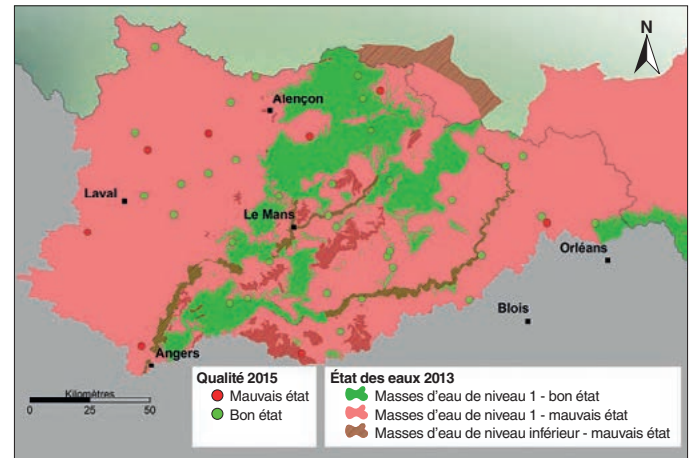 N
Alençon
Laval
Le Mans
Orléans
Blois
Angers
Kilomètres
0 25 50
Qualité 2015
Mauvais état
Bon état
État des eaux 2013
Masses d'eau de niveau 1 - bon état
Masses d'eau de niveau 1 - mauvais état
Masses d'eau de niveau inférieur - mauvais état